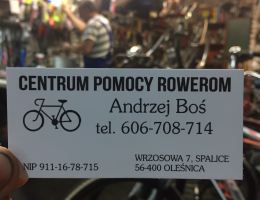 CENTRUM POMOCY ROWEROM
Andrzej Boś
tel. 606-708-714
WRZOSOWA 7, SPALICE
NIP 911-16-78-715
56-400 OLEŚNICA